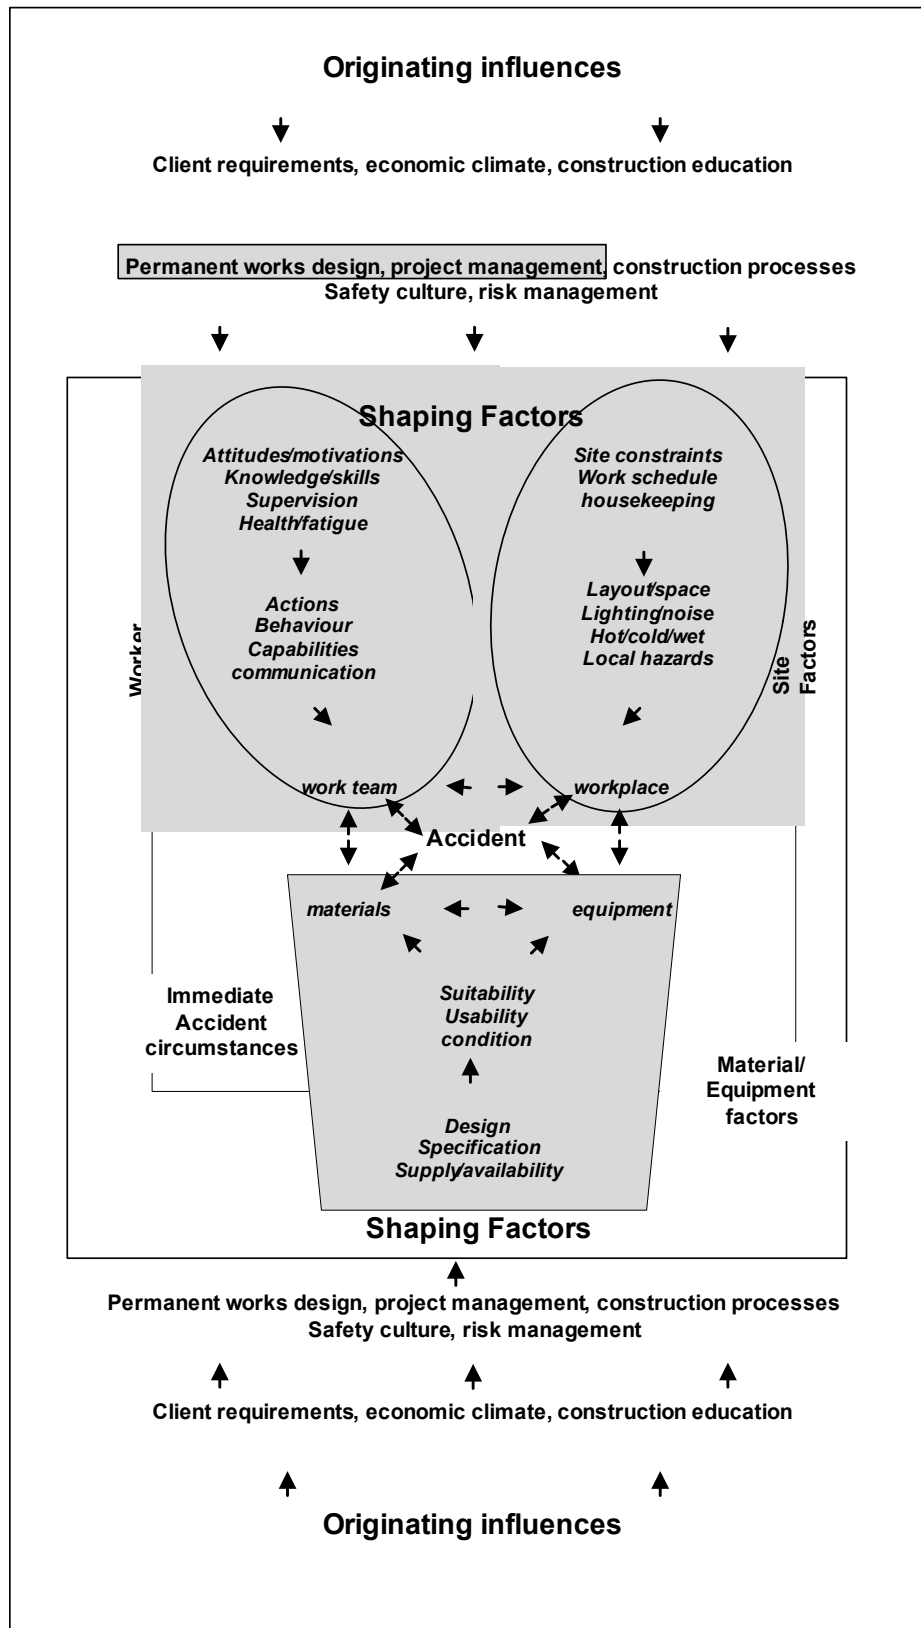 Originating influences
Client requirements, economic climate, construction education
Permanent works design, project management, construction processes
Safety culture, risk management
Shaping Factors
Attitudes/motivations
Knowledge/skills
Supervision
Health/fatigue
Actions
Behaviour
Capabilities
communication
Worker
work team
Site constraints
Work schedule
housekeeping
Layout/space
Lighting/noise
Hot/cold/wet
Local hazards
Site
Factors
workplace
Accident
materials
equipment
Suitability
Usability
condition
Design
Specification
Supply/availability
Immediate
Accident
circumstances
Material/
Equipment
factors
Shaping Factors
Permanent works design, project management, construction processes
Safety culture, risk management
Client requirements, economic climate, construction education
Originating influences